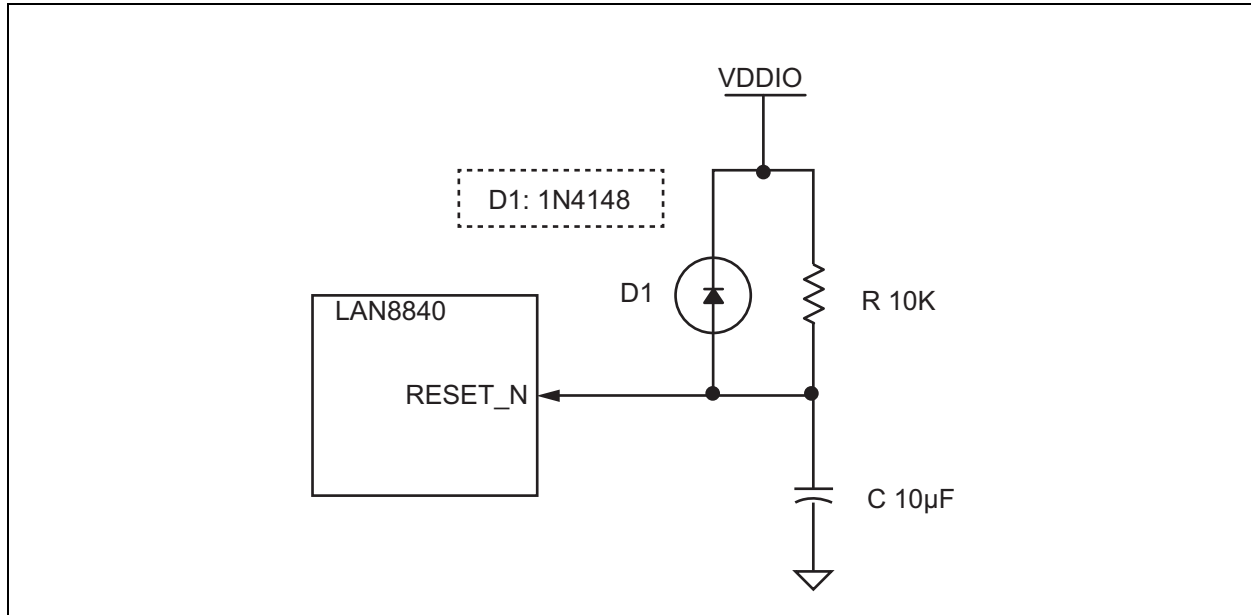 VDDIO
D1: 1N4148
D1
R 10K
LAN8840
RESET_N
C 10µF